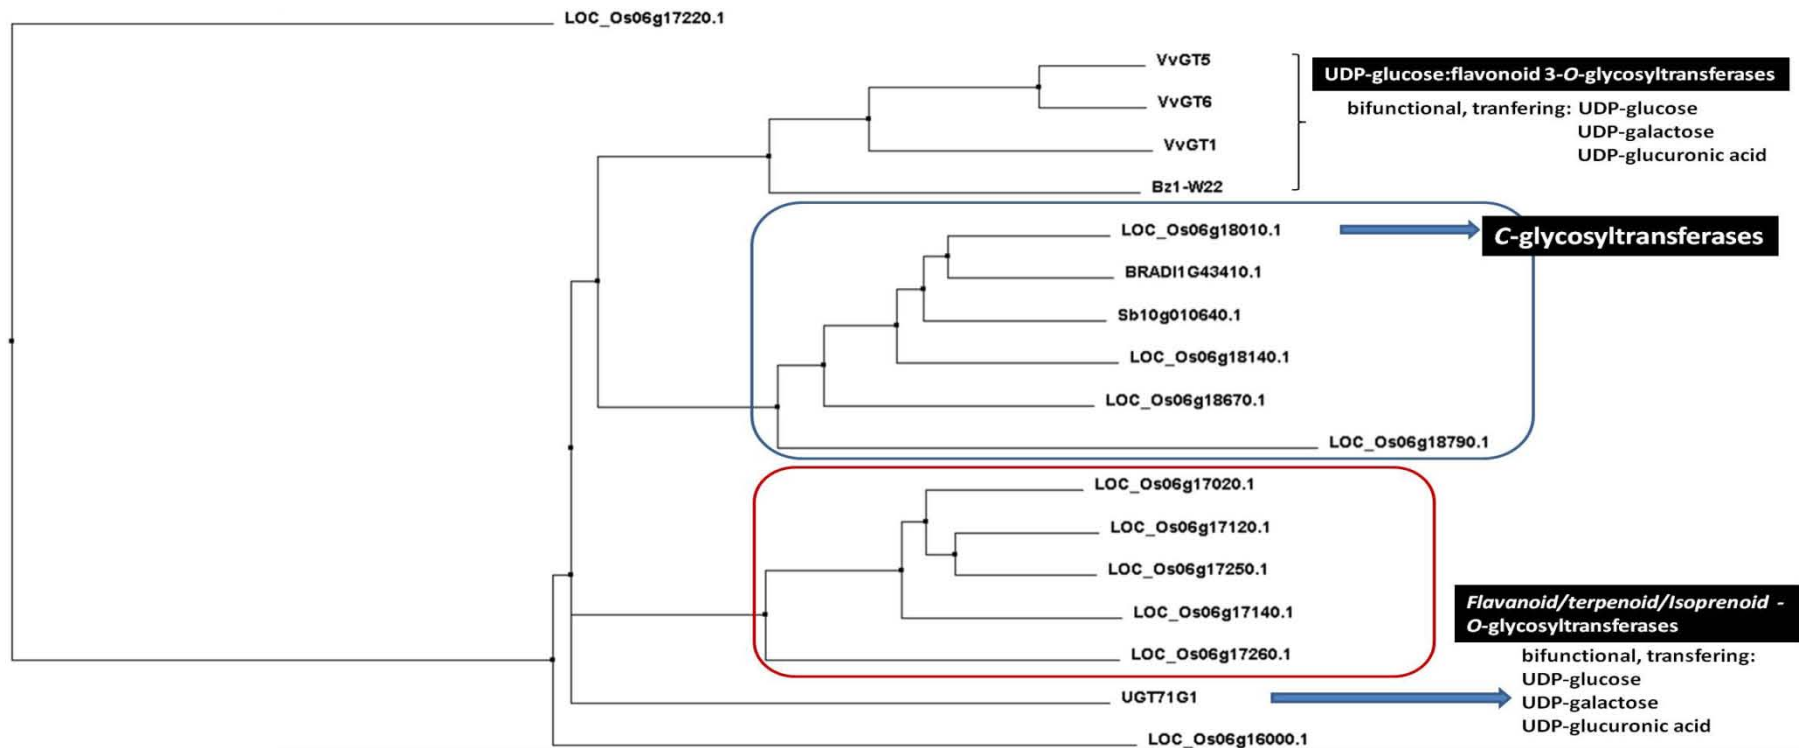 LOC_Os06g17220.1
VvGT5
VvGT6
VvGT1
Bz1-W22
UDP-glucose:flavonoid 3-O-glycosyltransferases
bifunctional, tranfering: UDP-glucose
UDP-galactose
UDP-glucuronic acid
LOC_Os06g18010.1
C-glycosyltransferases
BRADI1G43410.1
Sb10g010640.1
LOC_Os06g18140.1
LOC_Os06g18670.1
LOC_Os06g18790.1
LOC_Os06g17020.1
LOC_Os06g17120.1
LOC_Os06g17250.1
LOC_Os06g17140.1
LOC_Os06g17260.1
UGT71G1
LOC_Os06g16000.1
Flavanoid/terpenoid/Isoprenoid -
O-glycosyltransferases
bifunctional, transfering:
UDP-glucose
UDP-galactose
UDP-glucuronic acid